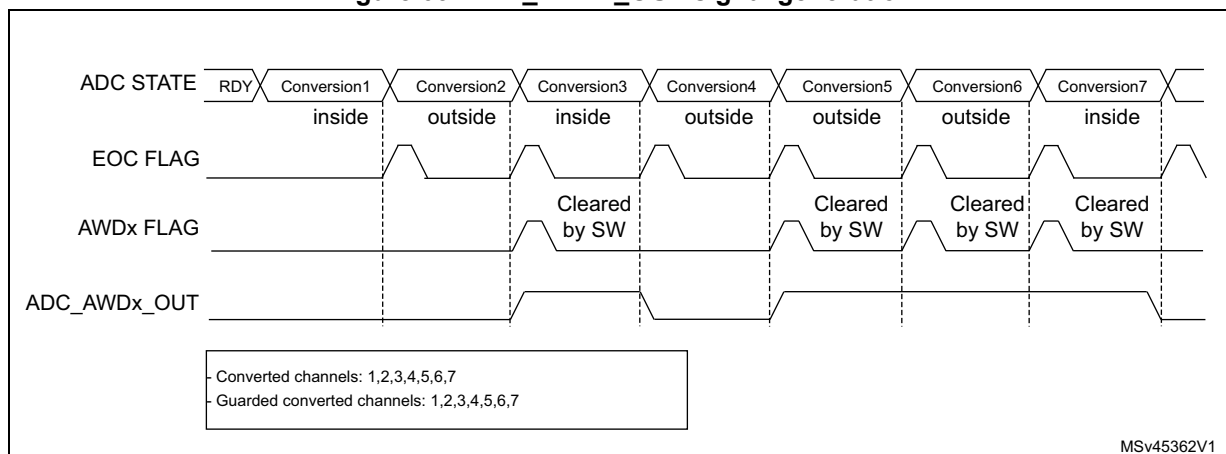 ADC STATE RDY Conversion1 Conversion2 Conversion3 Conversion4 Conversion5 Conversion6 Conversion7
inside outside inside outside outside outside inside
EOC FLAG
Cleared Cleared Cleared Cleared
AWDx FLAG by SW by SW by SW by SW
ADC_AWDx_OUT
- Converted channels: 1,2,3,4,5,6,7
- Guarded converted channels: 1,2,3,4,5,6,7
MSv45362V1